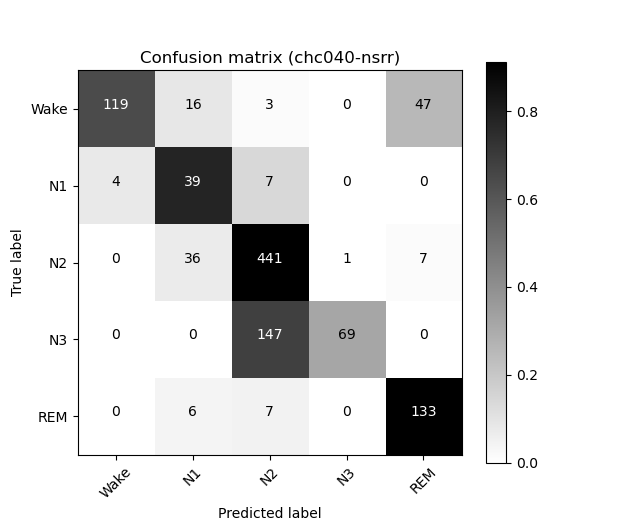 Confusion matrix (chc040-nsrr)
True label
Wake 119 16 3 0 47
N1 4 39 7 0 0
N2 0 36 441 1 7
N3 0 0 147 69 0
REM 0 6 7 0 133
Wake N1 N2 N3 REM
Predicted label
0.8
0.6
0.4
0.2
0.0